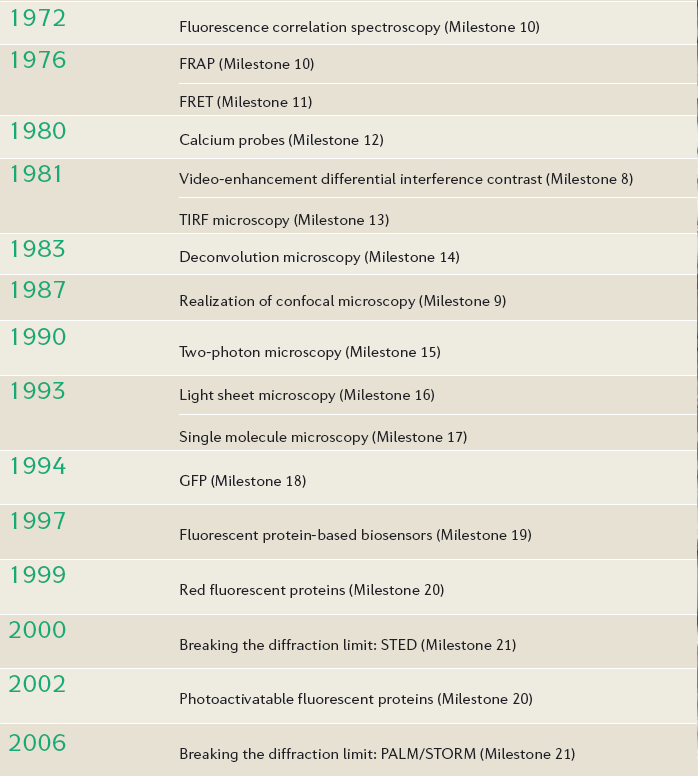 1972
Fluorescence correlation spectroscopy (Milestone 10)
1976
FRAP (Milestone 10)
FRET (Milestone 11)
1980
Calcium probes (Milestone 12)
1981
Video-enhancement differential interference contrast (Milestone 8)
TIRF microscopy (Milestone 13)
1983
Deconvolution microscopy (Milestone 14)
1987
Realization of confocal microscopy (Milestone 9)
1990
Two-photon microscopy (Milestone 15)
1993
Light sheet microscopy (Milestone 16)
Single molecule microscopy (Milestone 17)
1994
GFP (Milestone 18)
1997
Fluorescent protein-based biosensors (Milestone 19)
1999
Red fluorescent proteins (Milestone 20)
2000
Breaking the diffraction limit: STED (Milestone 21)
2002
Photoactivatable fluorescent proteins (Milestone 20)
2006
Breaking the diffraction limit: PALM/STORM (Milestone 21)